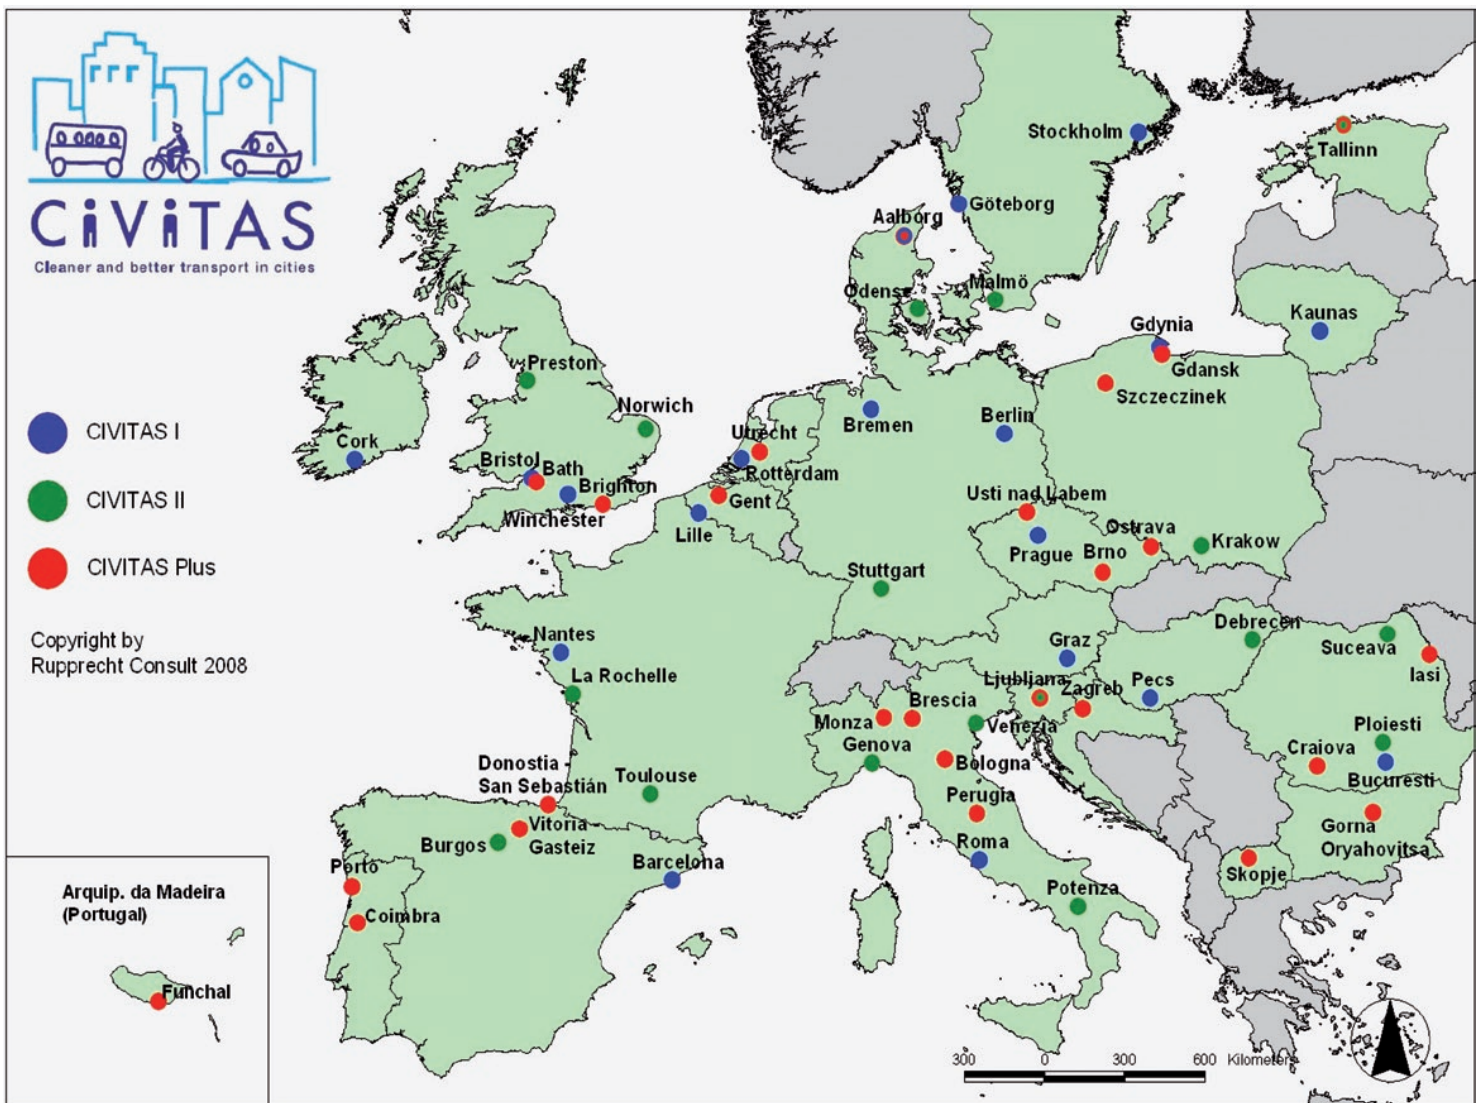 CiViTAS
Cleaner and better transport in cities
CIVITAS I
CIVITAS II
CIVITAS Plus
Copyright by
Rupprecht Consult 2008
Stockholm
Tallinn
Göteborg
Aalborg
Malmö
Odense
Kaunas
Gdynia
Gdansk
Szczeczinek
Preston
Norwich
Bremen
Berlin
Cork
Utrecht
Rotterdam
Bristol
Bath
Brighton
Winchester
Gent
Lille
Usti nad Labem
Prague
Ostrava
Brno
Krakow
Stuttgart
Nantes
La Rochelle
Graz
Debrecen
Suceava
Iasi
Ljubljana
Zagreb
Pecs
Monza
Brescia
Venezia
Genova
Bologna
Ploiesti
Craiova
Bucuresti
Donostia -
San Sebastián
Toulouse
Vitoria
Gasteiz
Burgos
Perugia
Roma
Gorna
Oryahovitsa
Skopje
Barcelona
Porto
Coimbra
Potenza
Arquip. da Madeira
(Portugal)
Funchal
300 0 300 600 Kilometers